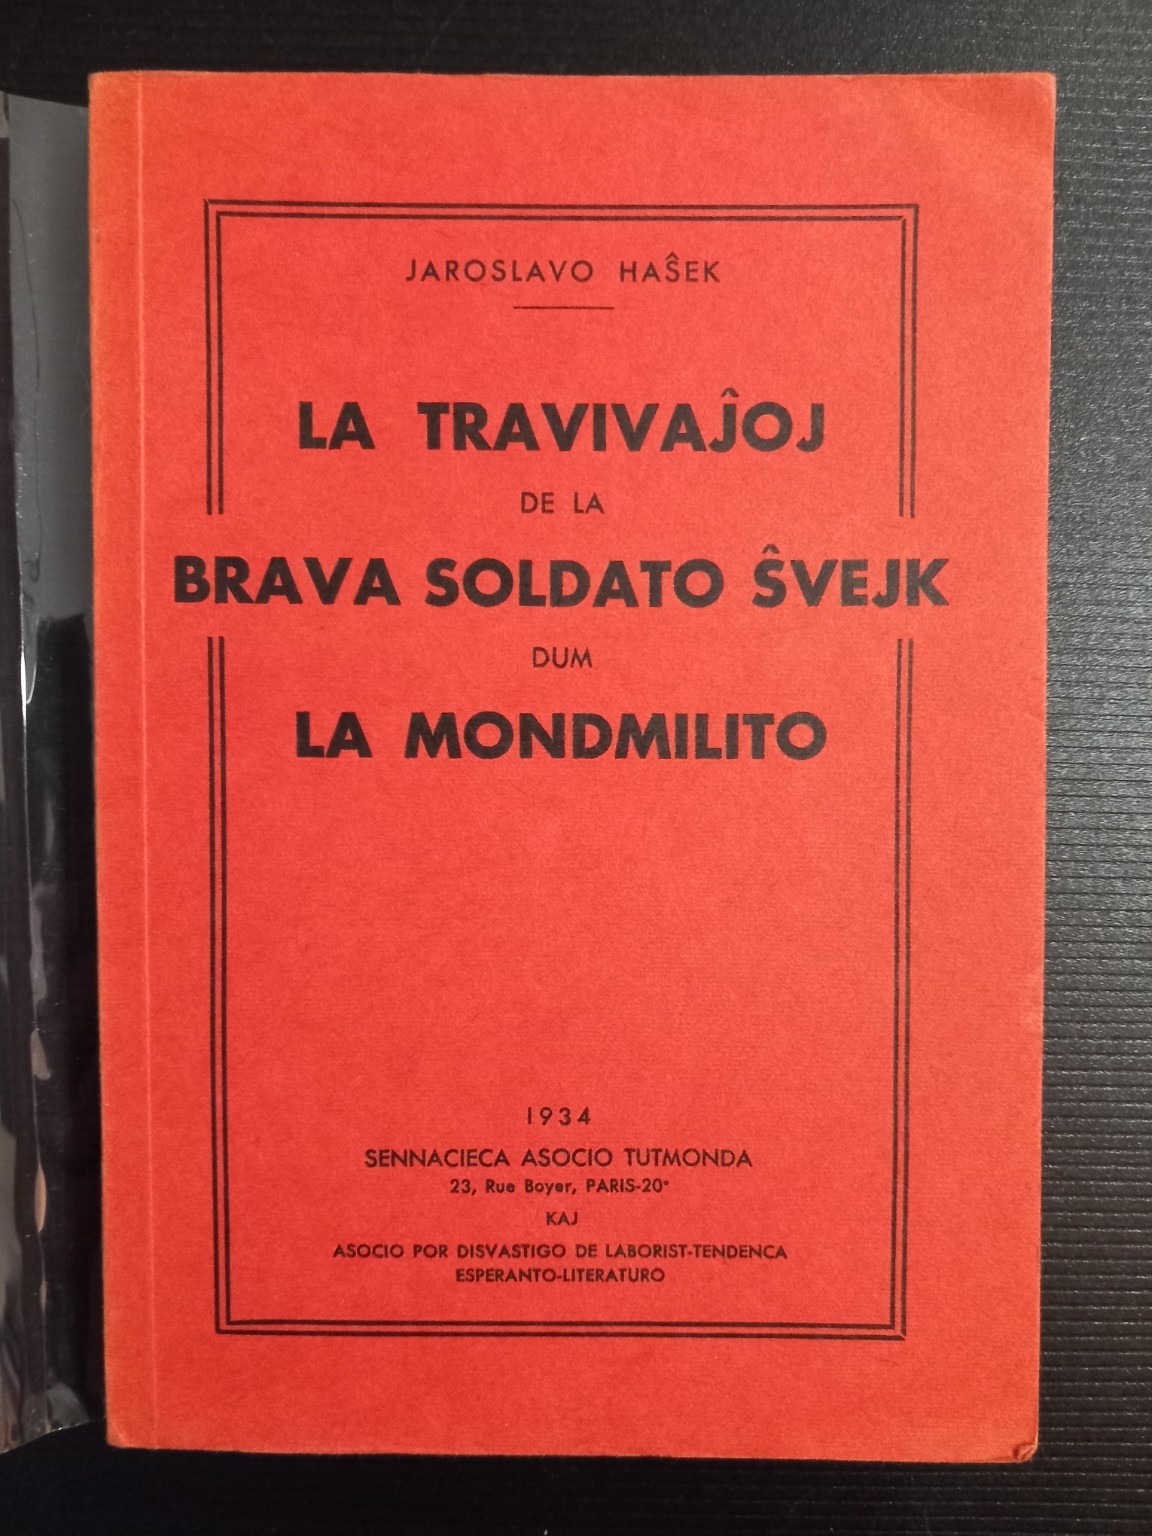 JAROSLAVO HAŜEK
LA TRAVIVAĴOJ
DE LA
BRAVA SOLDATO ŜVEJK
DUM
LA MONDMILITO
1934
SENNACIECA ASOCIO TUTMONDA
23, Rue Boyer, PARIS-20e
KAJ
ASOCIO POR DISVASTIGO DE LABORIST-TENDENCA
ESPERANTO-LITERATURO